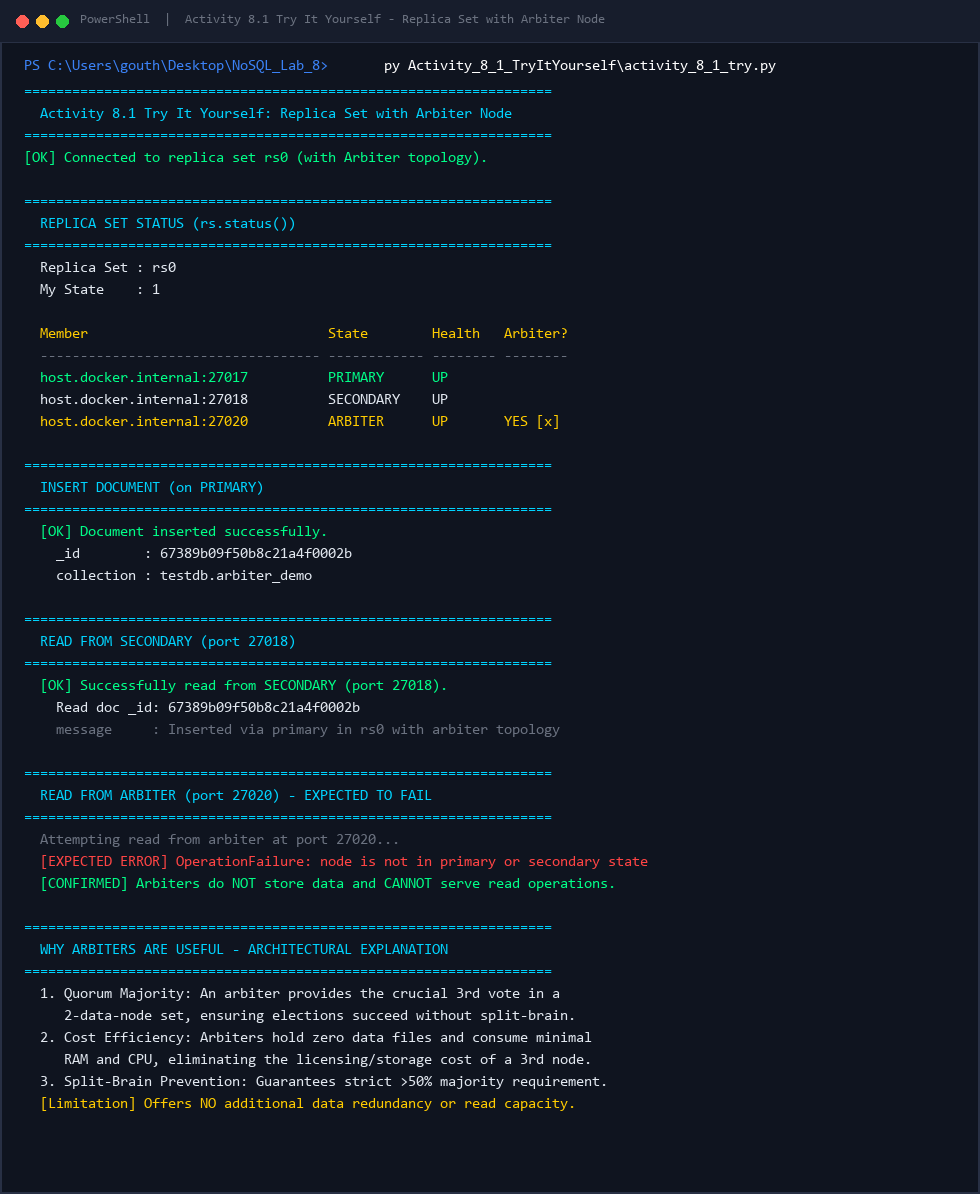 PowerShell | Activity 8.1 Try It Yourself - Replica Set with Arbiter Node
PS C:\Users\gouth\Desktop\NoSQL_Lab_8> py Activity_8_1_TryItYourself\activity_8_1_try.py
==================================================================
Activity 8.1 Try It Yourself: Replica Set with Arbiter Node
==================================================================
[OK] Connected to replica set rs0 (with Arbiter topology).
==================================================================
REPLICA SET STATUS (rs.status())
==================================================================
Replica Set : rs0
My State    : 1
Member                              State        Health   Arbiter?
----------------------------------- ------------ -------- --------
host.docker.internal:27017          PRIMARY      UP
host.docker.internal:27018          SECONDARY    UP
host.docker.internal:27020          ARBITER      UP       YES [x]
==================================================================
INSERT DOCUMENT (on PRIMARY)
==================================================================
[OK] Document inserted successfully.
_id        : 67389b09f50b8c21a4f0002b
collection : testdb.arbiter_demo
==================================================================
READ FROM SECONDARY (port 27018)
==================================================================
[OK] Successfully read from SECONDARY (port 27018).
Read doc _id: 67389b09f50b8c21a4f0002b
message     : Inserted via primary in rs0 with arbiter topology
==================================================================
READ FROM ARBITER (port 27020) - EXPECTED TO FAIL
==================================================================
Attempting read from arbiter at port 27020...
[EXPECTED ERROR] OperationFailure: node is not in primary or secondary state
[CONFIRMED] Arbiters do NOT store data and CANNOT serve read operations.
==================================================================
WHY ARBITERS ARE USEFUL - ARCHITECTURAL EXPLANATION
==================================================================
1. Quorum Majority: An arbiter provides the crucial 3rd vote in a
2-data-node set, ensuring elections succeed without split-brain.
2. Cost Efficiency: Arbiters hold zero data files and consume minimal
RAM and CPU, eliminating the licensing/storage cost of a 3rd node.
3. Split-Brain Prevention: Guarantees strict >50% majority requirement.
[Limitation] Offers NO additional data redundancy or read capacity.